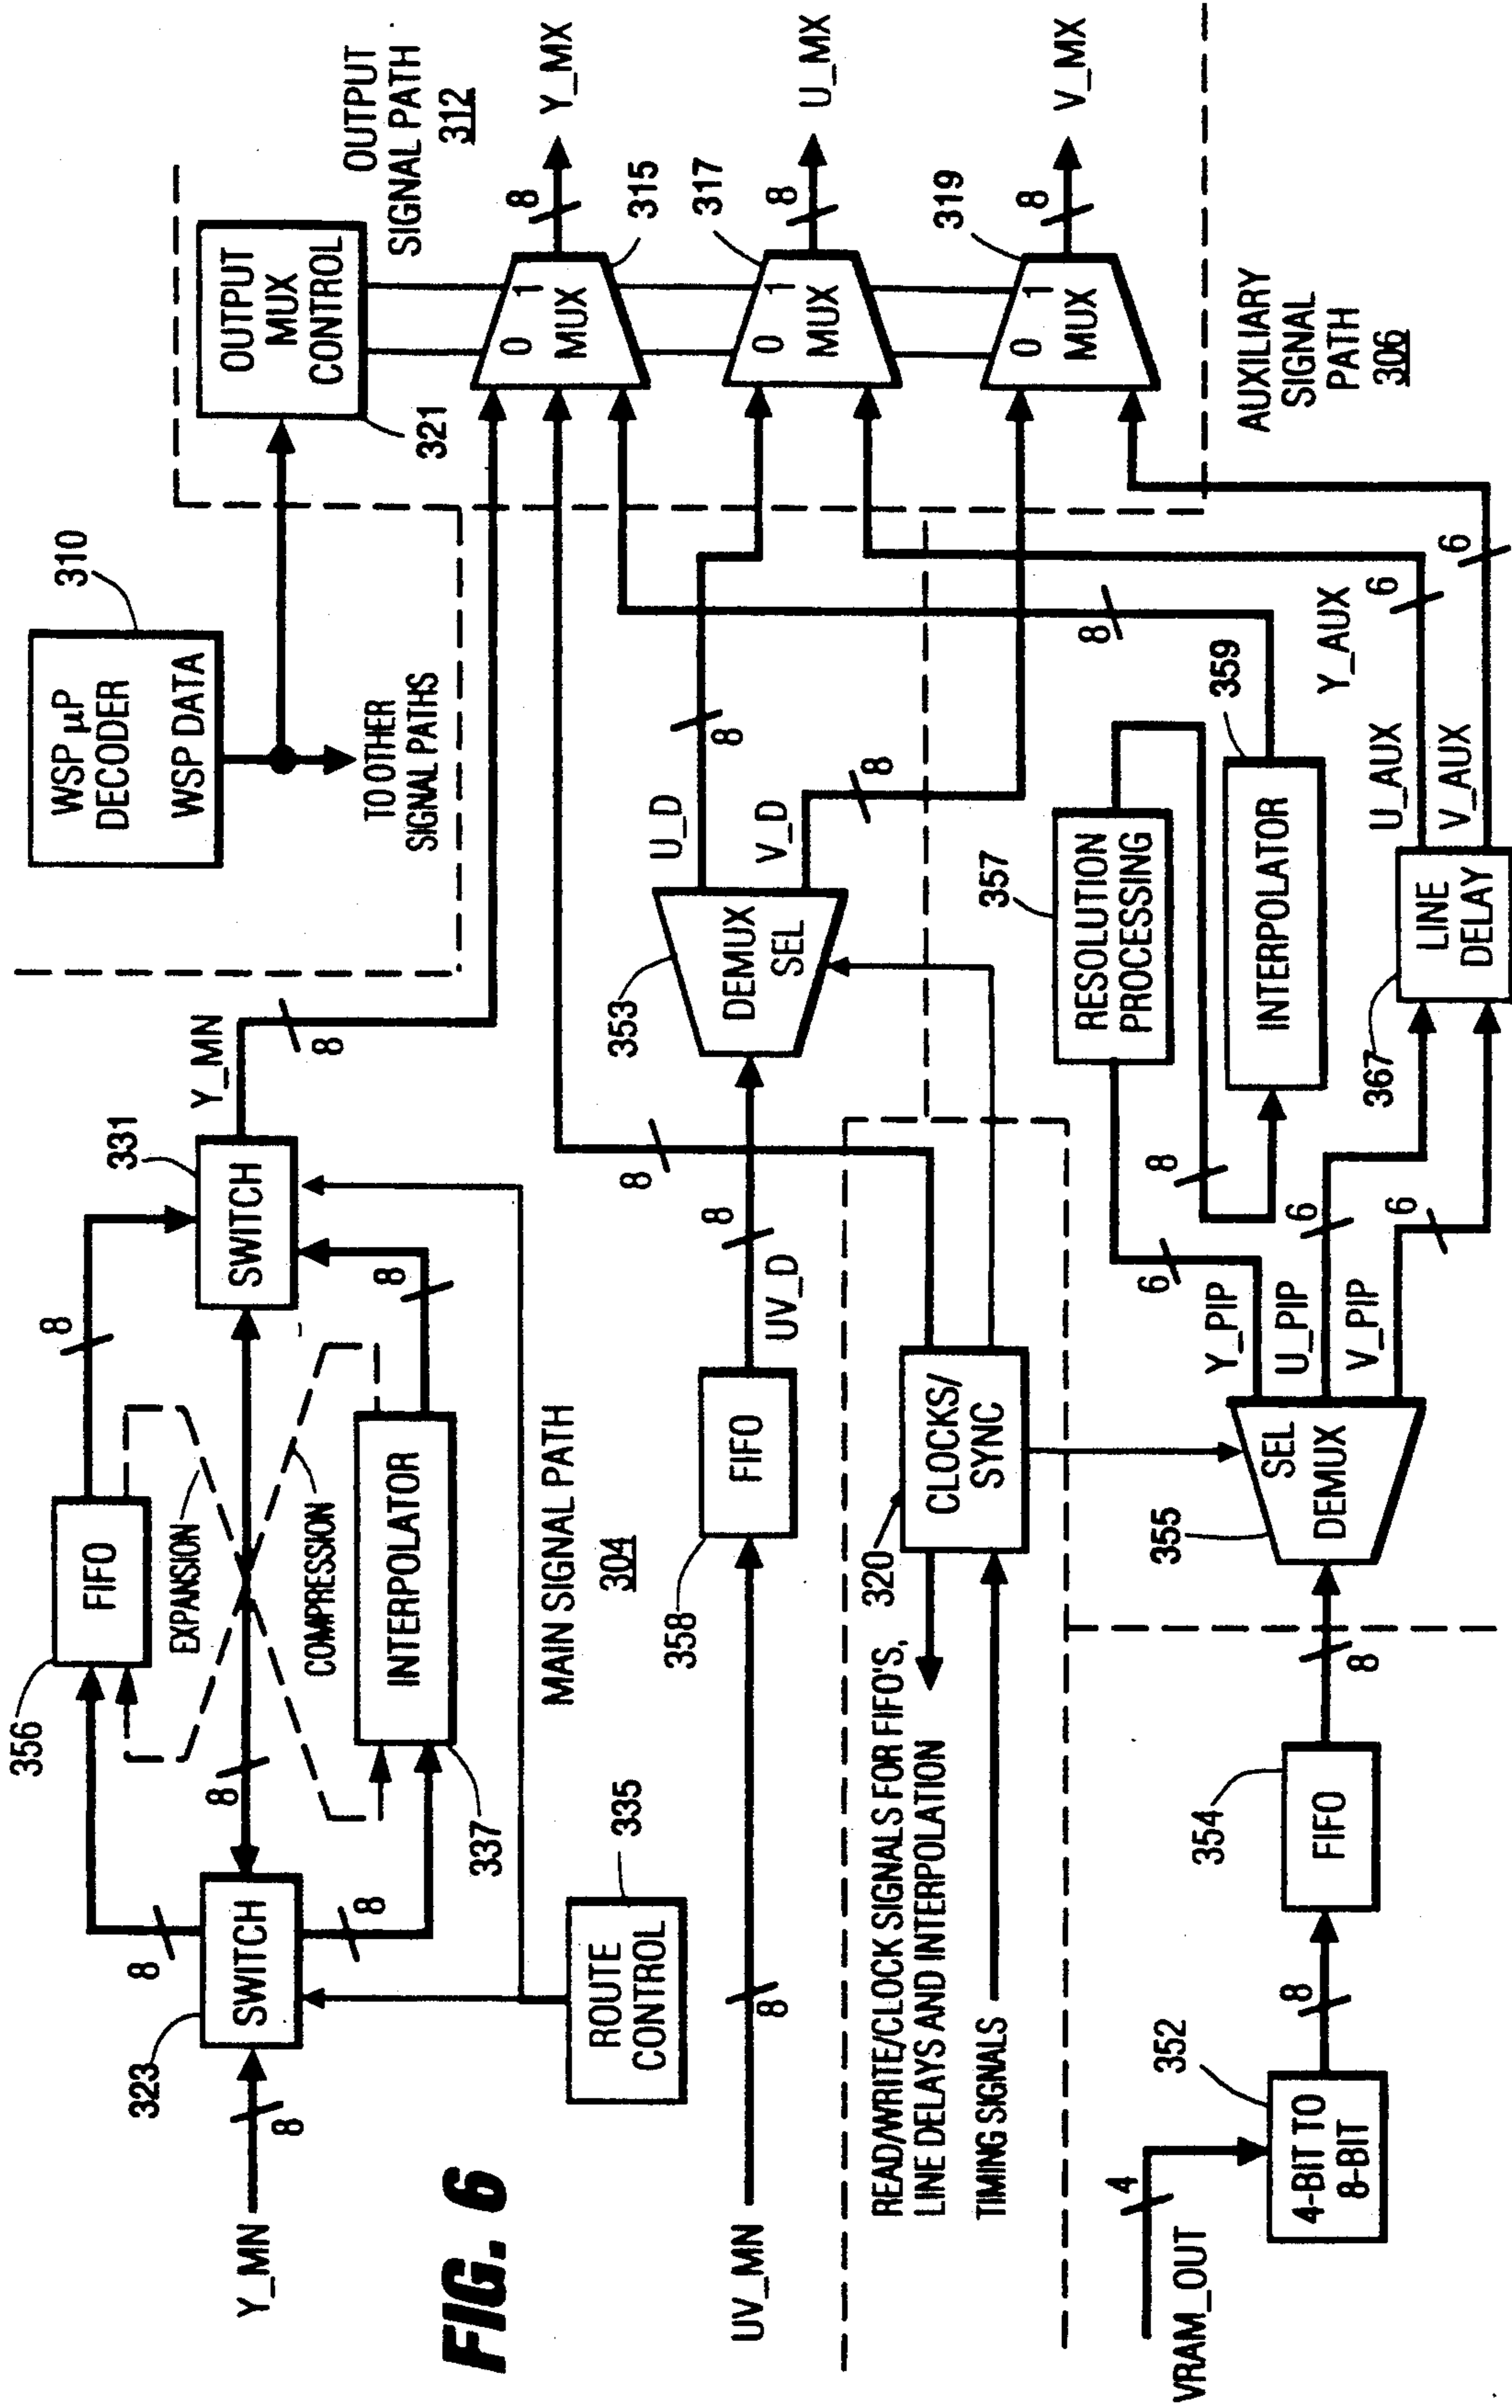 FIG. 6
Y_MN
8
323
SWITCH
8
8
8
356
FIFO
EXPANSION
COMPRESSION
INTERPOLATOR
337
8
8
331
SWITCH
Y_MN
8
ROUTE
CONTROL
335
MAIN SIGNAL PATH
304
UV_MN
8
358
FIFO
UV_D
8
353
DEMUX
SEL
U_D
8
V_D
8
WSP µP
DECODER
WSP DATA
310
TO OTHER
SIGNAL PATHS
OUTPUT
MUX
CONTROL
321
OUTPUT
SIGNAL PATH
312
0
1
MUX
315
8
Y_MX
0
1
MUX
317
8
U_MX
0
1
MUX
319
8
V_MX
READ/WRITE/CLOCK SIGNALS FOR FIFO'S,
LINE DELAYS AND INTERPOLATION
TIMING SIGNALS
320
CLOCKS/
SYNC
8
VRAM_OUT
4
352
4-BIT TO
8-BIT
8
354
FIFO
8
355
SEL
DEMUX
Y_PIP
U_PIP
V_PIP
6
6
6
357
RESOLUTION
PROCESSING
8
359
INTERPOLATOR
8
Y_AUX
367
LINE
DELAY
U_AUX
V_AUX
6
6
AUXILIARY
SIGNAL
PATH
306